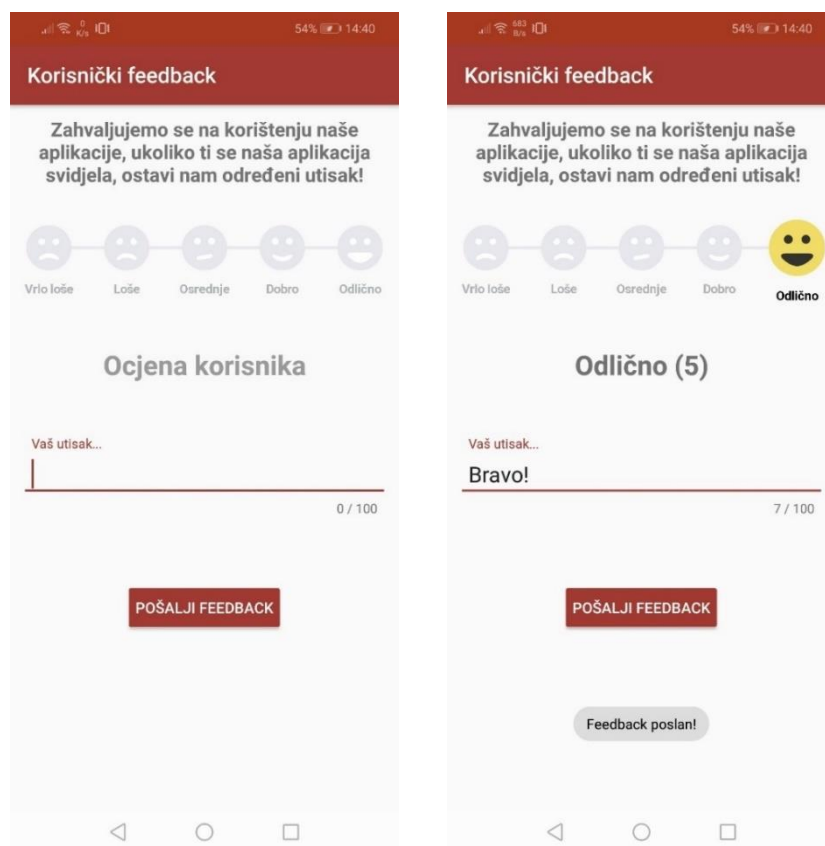 0 K/s 54% 14:40
Korisnički feedback
Zahvaljujemo se na korištenju naše
aplikacije, ukoliko ti se naša aplikacija
svidjela, ostavi nam određeni utisak!
Vrlo loše Loše Osrednje Dobro Odlično
Ocjena korisnika
Vaš utisak...
0 / 100
POŠALJI FEEDBACK
683 B/s 54% 14:40
Korisnički feedback
Zahvaljujemo se na korištenju naše
aplikacije, ukoliko ti se naša aplikacija
svidjela, ostavi nam određeni utisak!
Vrlo loše Loše Osrednje Dobro Odlično
Odlično (5)
Vaš utisak...
Bravo!
7 / 100
POŠALJI FEEDBACK
Feedback poslan!